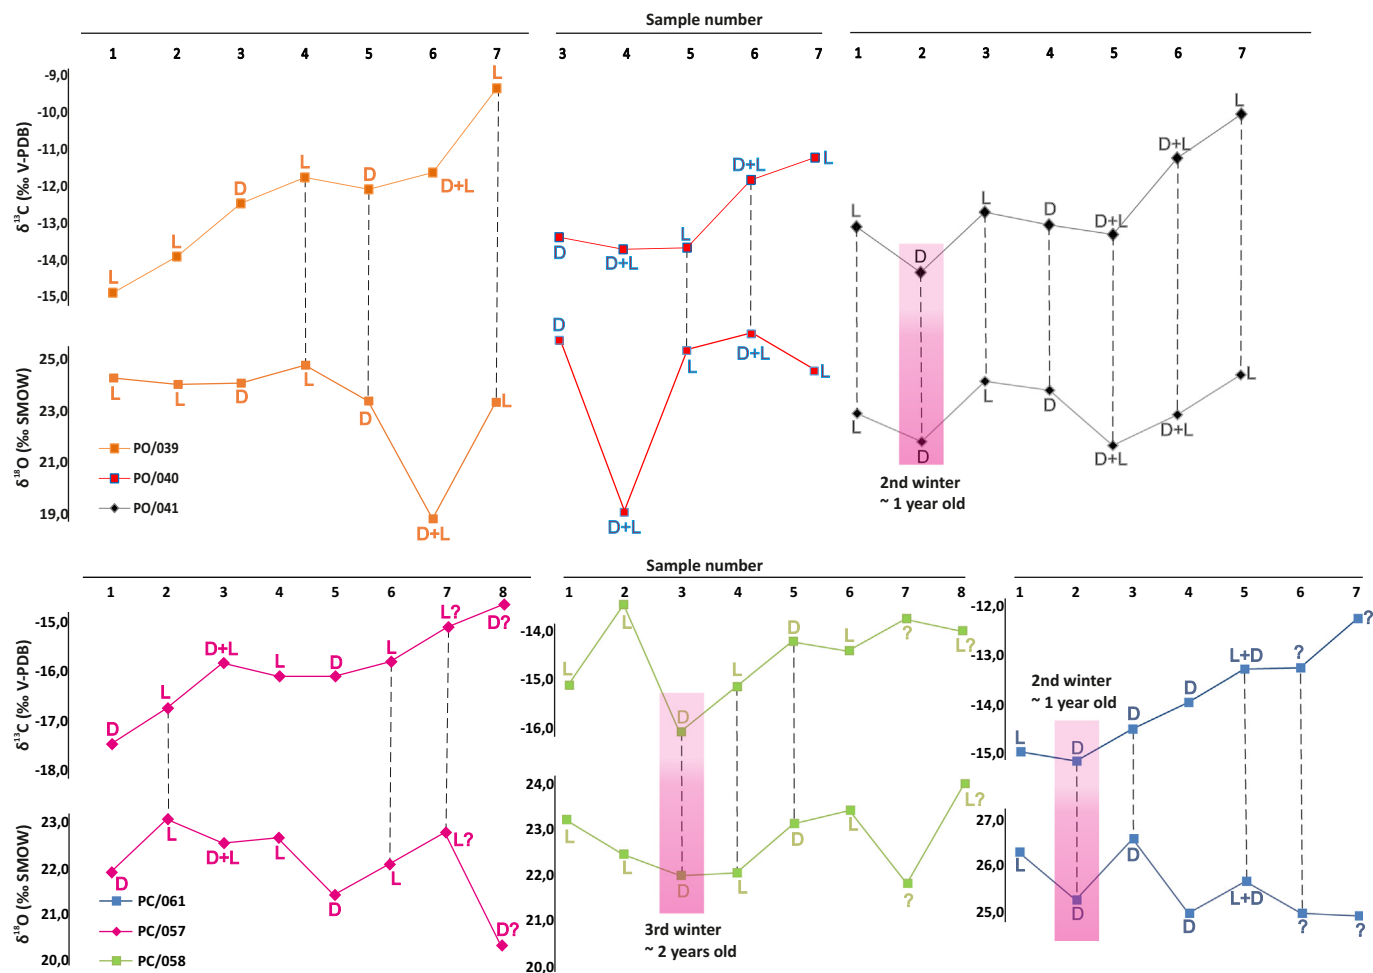 Sample number
1 2 3 4 5 6 7
3 4 5 6 7
1 2 3 4 5 6 7
δ¹³C (‰ V-PDB)
-9,0
-10,0
-11,0
-12,0
-13,0
-14,0
-15,0
L L D L D D+L L
D D+L L D+L L
L D L D D+L D+L L
δ¹⁸O (‰ SMOW)
25,0
23,0
21,0
19,0
L L D L D D+L L
D D+L L D+L L
L D L D D+L D+L L
PO/039
PO/040
PO/041
2nd winter
~ 1 year old
Sample number
1 2 3 4 5 6 7 8
1 2 3 4 5 6 7 8
1 2 3 4 5 6 7
δ¹³C (‰ V-PDB)
-15,0
-16,0
-17,0
-18,0
D L D+L L D L L? D?
-14,0
-15,0
-16,0
L L D L D L ? L?
-12,0
-13,0
-14,0
-15,0
L D D D L+D ? ?
2nd winter
~ 1 year old
δ¹⁸O (‰ SMOW)
23,0
22,0
21,0
20,0
D L D+L L D L L? D?
24,0
23,0
22,0
21,0
20,0
L L D L D L ? L?
27,0
26,0
25,0
L D D D L+D ? ?
PC/061
PC/057
PC/058
3rd winter
~ 2 years old